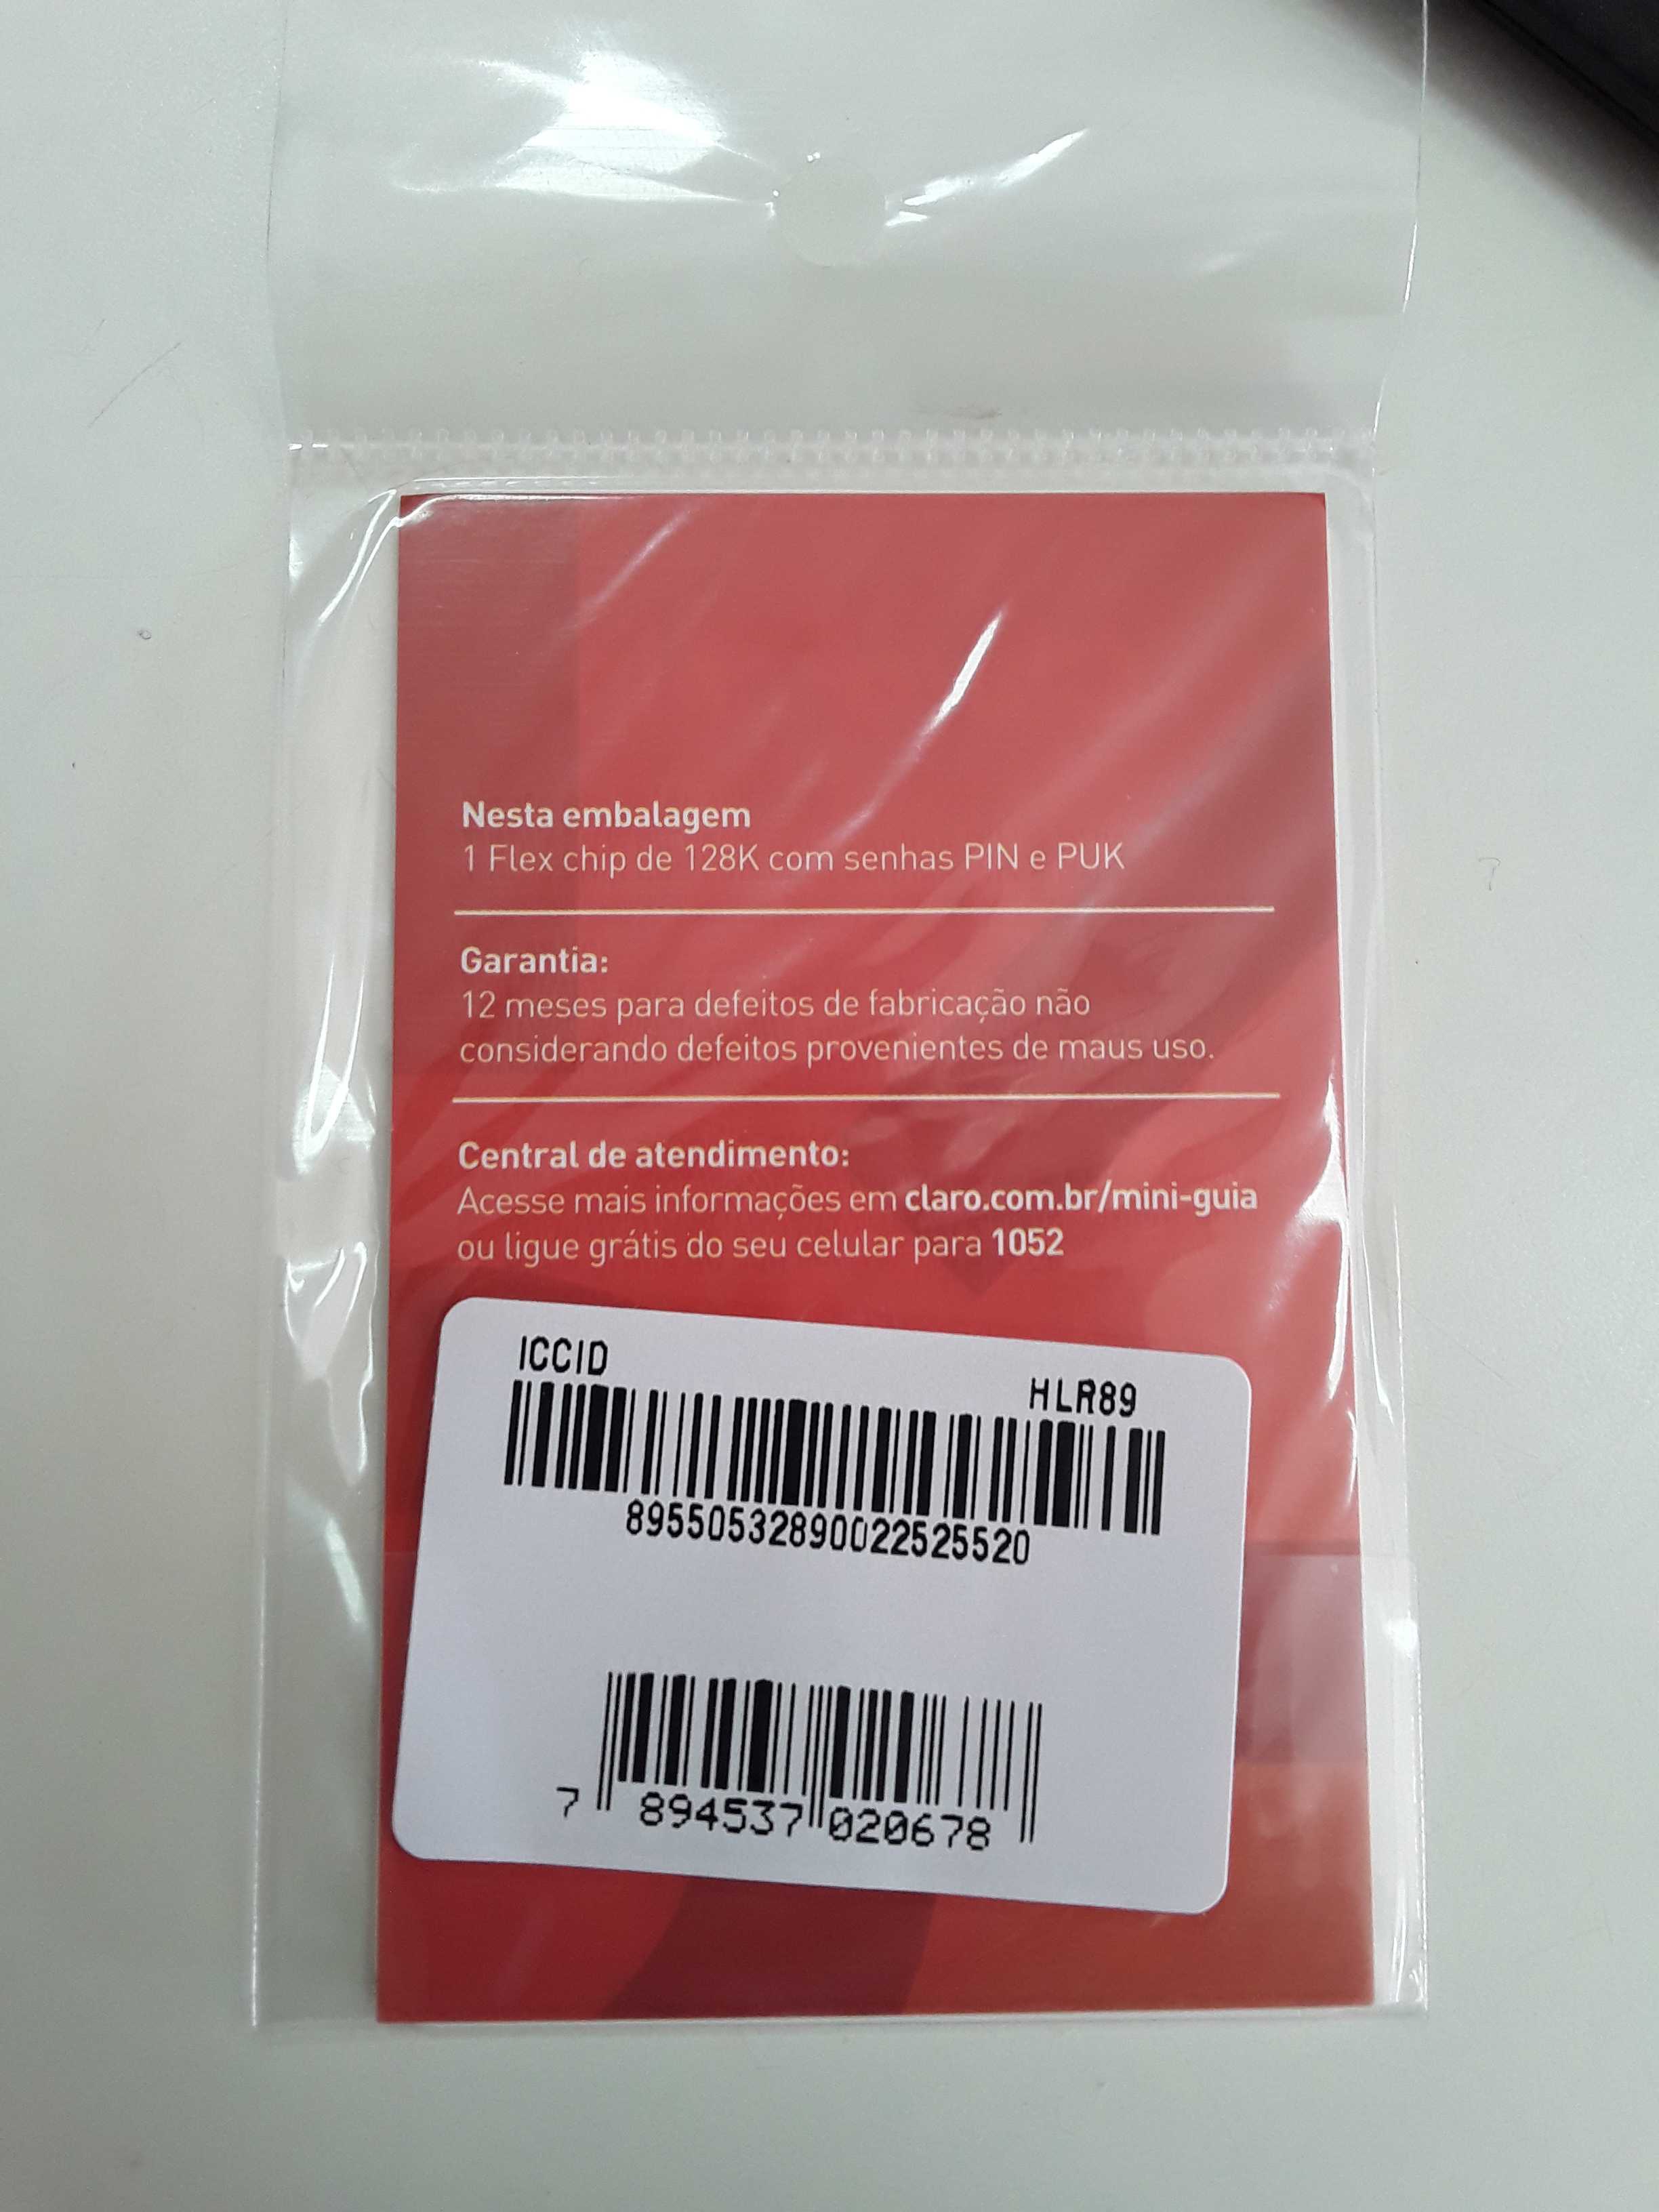 Nesta embalagem
1 Flex chip de 128K com senhas PIN e PUK
Garantia:
12 meses para defeitos de fabricação não
considerando defeitos provenientes de maus uso.
Central de atendimento:
Acesse mais informações em claro.com.br/mini-guia
ou ligue grátis do seu celular para 1052
ICCID
HLR89
89550532890022525520
7 894537 020678